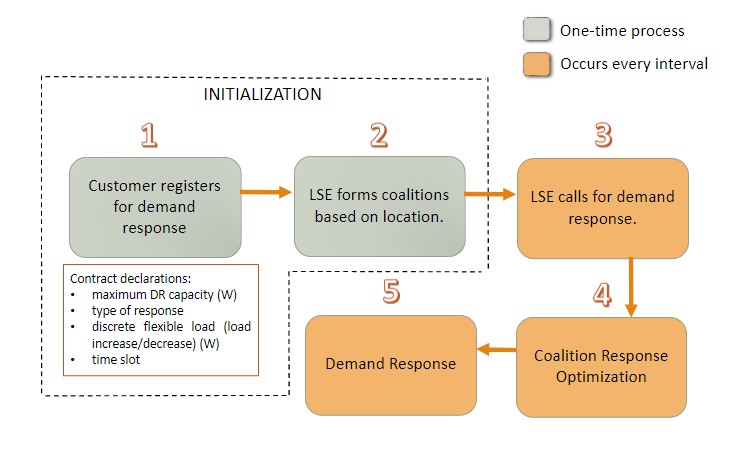 One-time process
Occurs every interval
INITIALIZATION
1
Customer registers
for demand
response
2
LSE forms coalitions
based on location.
3
LSE calls for demand
response.
Contract declarations:
• maximum DR capacity (W)
• type of response
• discrete flexible load (load
increase/decrease) (W)
• time slot
4
Coalition Response
Optimization
5
Demand Response